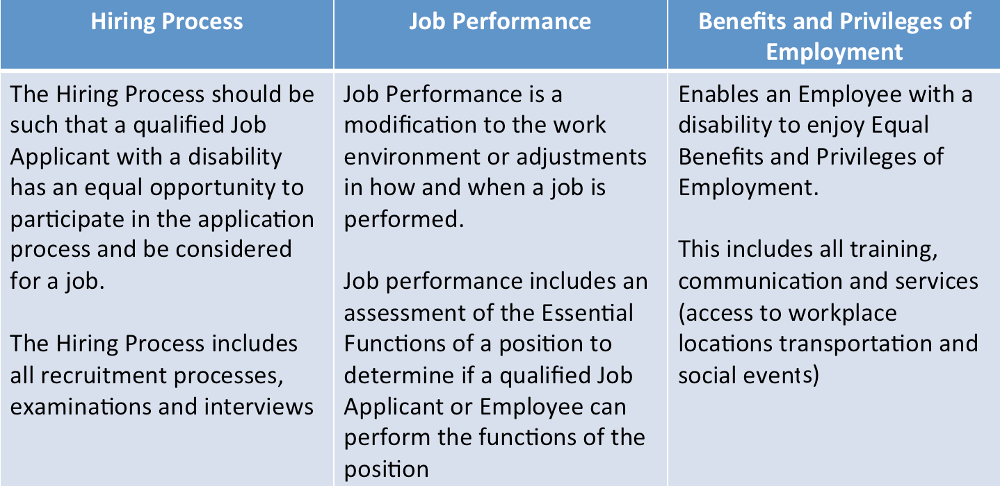 Hiring Process
Job Performance
Benefits and Privileges of
Employment
The Hiring Process should be
such that a qualified Job
Applicant with a disability
has an equal opportunity to
participate in the application
process and be considered
for a job.
The Hiring Process includes
all recruitment processes,
examinations and interviews
Job Performance is a
modification to the work
environment or adjustments
in how and when a job is
performed.
Job performance includes an
assessment of the Essential
Functions of a position to
determine if a qualified Job
Applicant or Employee can
perform the functions of the
position
Enables an Employee with a
disability to enjoy Equal
Benefits and Privileges of
Employment.
This includes all training,
communication and services
(access to workplace
locations transportation and
social events)